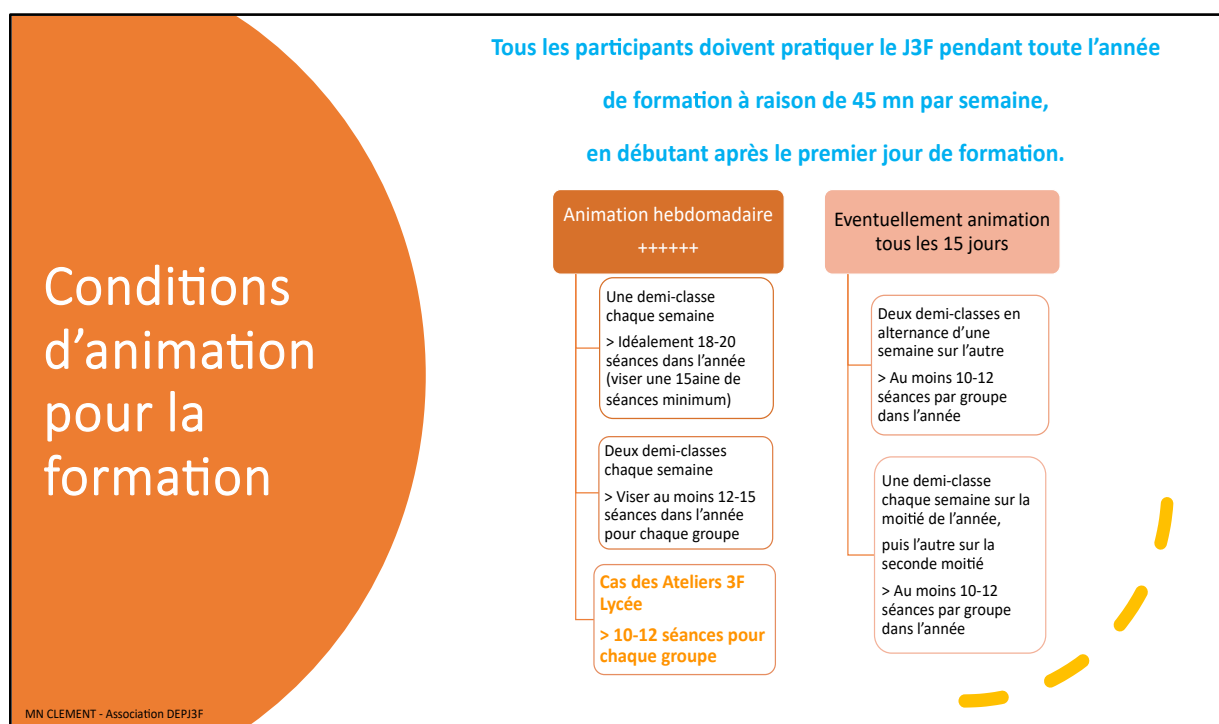 Tous les participants doivent pratiquer le J3F pendant toute l’année
de formation à raison de 45 mn par semaine,
en débutant après le premier jour de formation.
Conditions
d’animation
pour la
formation
Animation hebdomadaire
++++++
Une demi-classe
chaque semaine
> Idéalement 18-20
séances dans l’année
(viser une 15aine de
séances minimum)
Deux demi-classes
chaque semaine
> Viser au moins 12-15
séances dans l’année
pour chaque groupe
Cas des Ateliers 3F
Lycée
> 10-12 séances pour
chaque groupe
Eventuellement animation
tous les 15 jours
Deux demi-classes en
alternance d’une
semaine sur l’autre
> Au moins 10-12
séances par groupe
dans l’année
Une demi-classe
chaque semaine sur la
moitié de l’année,
puis l’autre sur la
seconde moitié
> Au moins 10-12
séances par groupe
dans l’année
MN CLEMENT - Association DEPJ3F